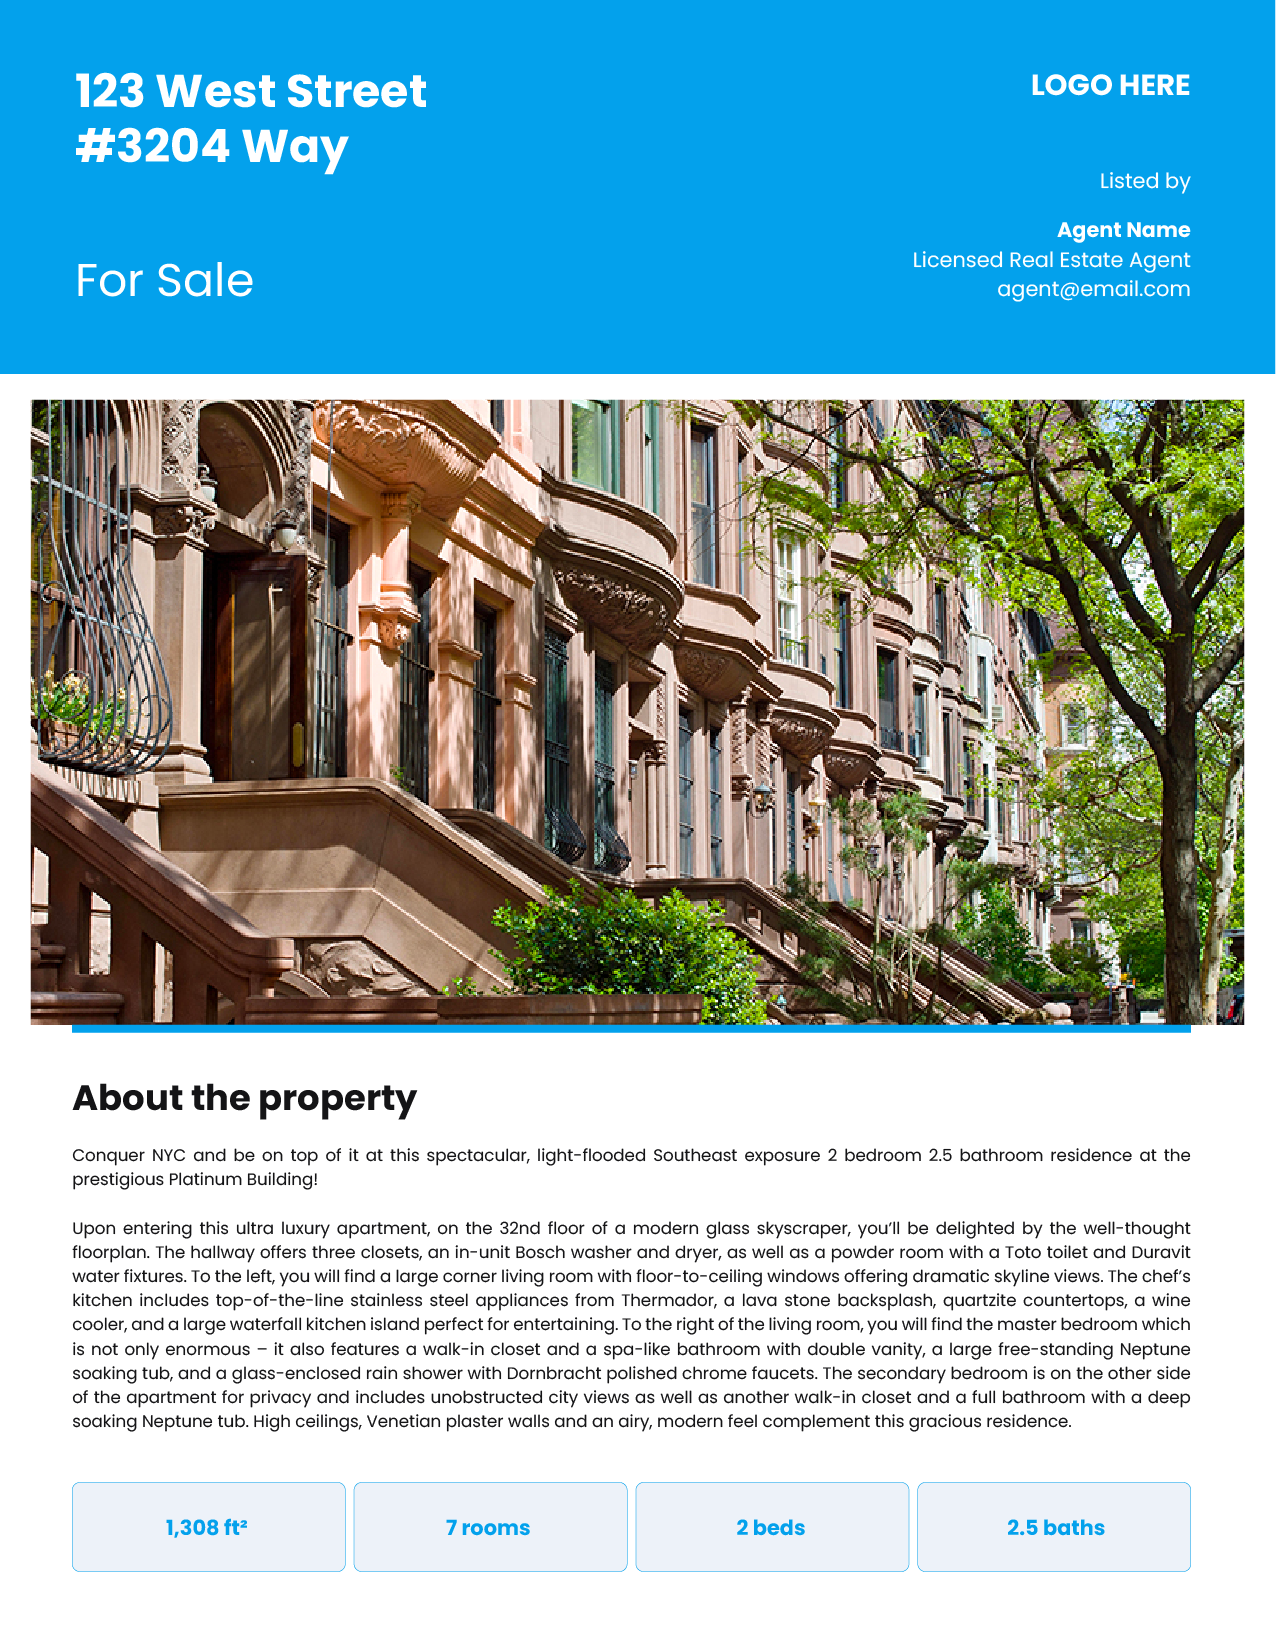 123 West Street
#3204 Way
For Sale
LOGO HERE
Listed by
Agent Name
Licensed Real Estate Agent
agent@email.com
About the property
Conquer NYC and be on top of it at this spectacular, light-flooded Southeast exposure 2 bedroom 2.5 bathroom residence at the
prestigious Platinum Building!
Upon entering this ultra luxury apartment, on the 32nd floor of a modern glass skyscraper, you’ll be delighted by the well-thought
floorplan. The hallway offers three closets, an in-unit Bosch washer and dryer, as well as a powder room with a Toto toilet and Duravit
water fixtures. To the left, you will find a large corner living room with floor-to-ceiling windows offering dramatic skyline views. The chef’s
kitchen includes top-of-the-line stainless steel appliances from Thermador, a lava stone backsplash, quartzite countertops, a wine
cooler, and a large waterfall kitchen island perfect for entertaining. To the right of the living room, you will find the master bedroom which
is not only enormous – it also features a walk-in closet and a spa-like bathroom with double vanity, a large free-standing Neptune
soaking tub, and a glass-enclosed rain shower with Dornbracht polished chrome faucets. The secondary bedroom is on the other side
of the apartment for privacy and includes unobstructed city views as well as another walk-in closet and a full bathroom with a deep
soaking Neptune tub. High ceilings, Venetian plaster walls and an airy, modern feel complement this gracious residence.
1,308 ft²
7 rooms
2 beds
2.5 baths